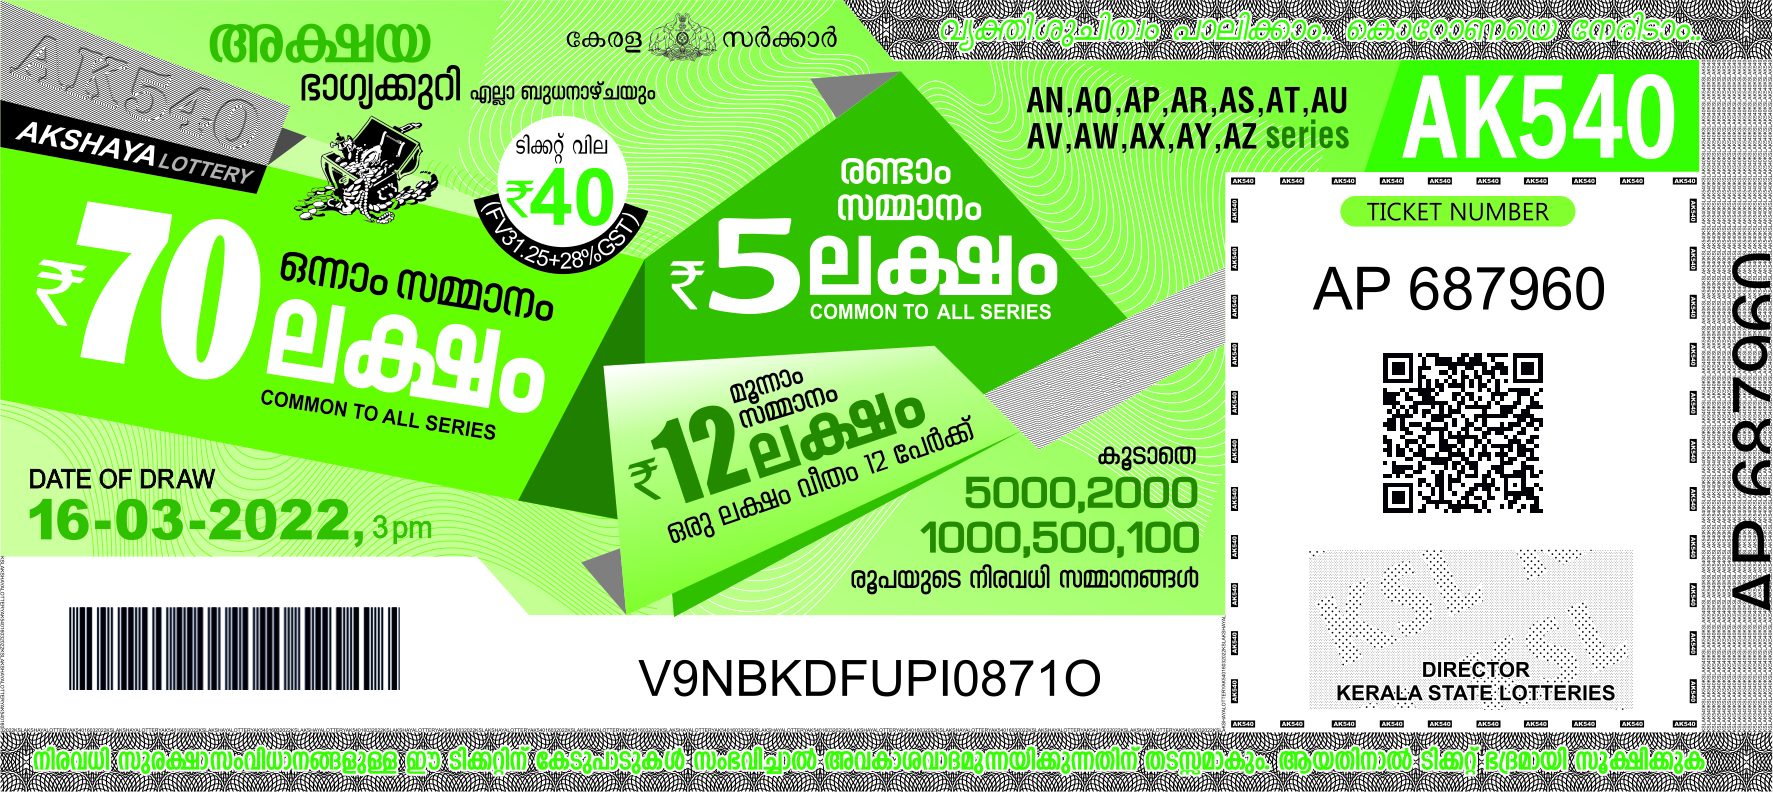 അക്ഷയ
ഭാഗ്യക്കുറി എല്ലാ ബുധനാഴ്ചയും
കേരള സർക്കാർ
വ്യക്തിശുചിത്വം പാലിക്കാം.. കൊറോണയെ നേരിടാം..
AK540
AKSHAYA LOTTERY
ടിക്കറ്റ് വില
₹40
(FV31.25+28%GST)
AN,AO,AP,AR,AS,AT,AU
AV,AW,AX,AY,AZ series
AK540
ഒന്നാം സമ്മാനം
₹70 ലക്ഷം
COMMON TO ALL SERIES
രണ്ടാം
സമ്മാനം
₹5 ലക്ഷം
COMMON TO ALL SERIES
മൂന്നാം
സമ്മാനം
₹12 ലക്ഷം
ഒരു ലക്ഷം വീതം 12 പേർക്ക്
കൂടാതെ
5000,2000
1000,500,100
രൂപയുടെ നിരവധി സമ്മാനങ്ങൾ
DATE OF DRAW
16-03-2022, 3pm
V9NBKDFUPI0871O
TICKET NUMBER
AP 687960
KSL
KSL
DIRECTOR
KERALA STATE LOTTERIES
AP 687960
നിരവധി സുരക്ഷാസംവിധാനങ്ങളുള്ള ഈ ടിക്കറ്റിന് കേടുപാടുകൾ സംഭവിച്ചാൽ അവകാശവാദമുന്നയിക്കുന്നതിന് തടസ്സമാകും. ആയതിനാൽ ടിക്കറ്റ് ഭദ്രമായി സൂക്ഷിക്കുക